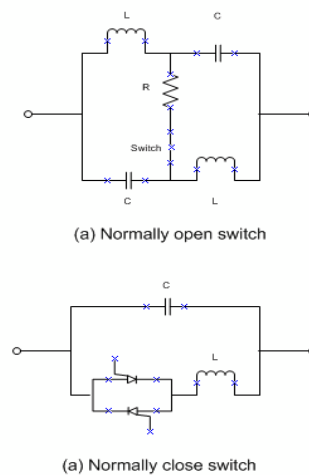 L
C
R
Switch
C
L
(a) Normally open switch
C
L
(a) Normally close switch